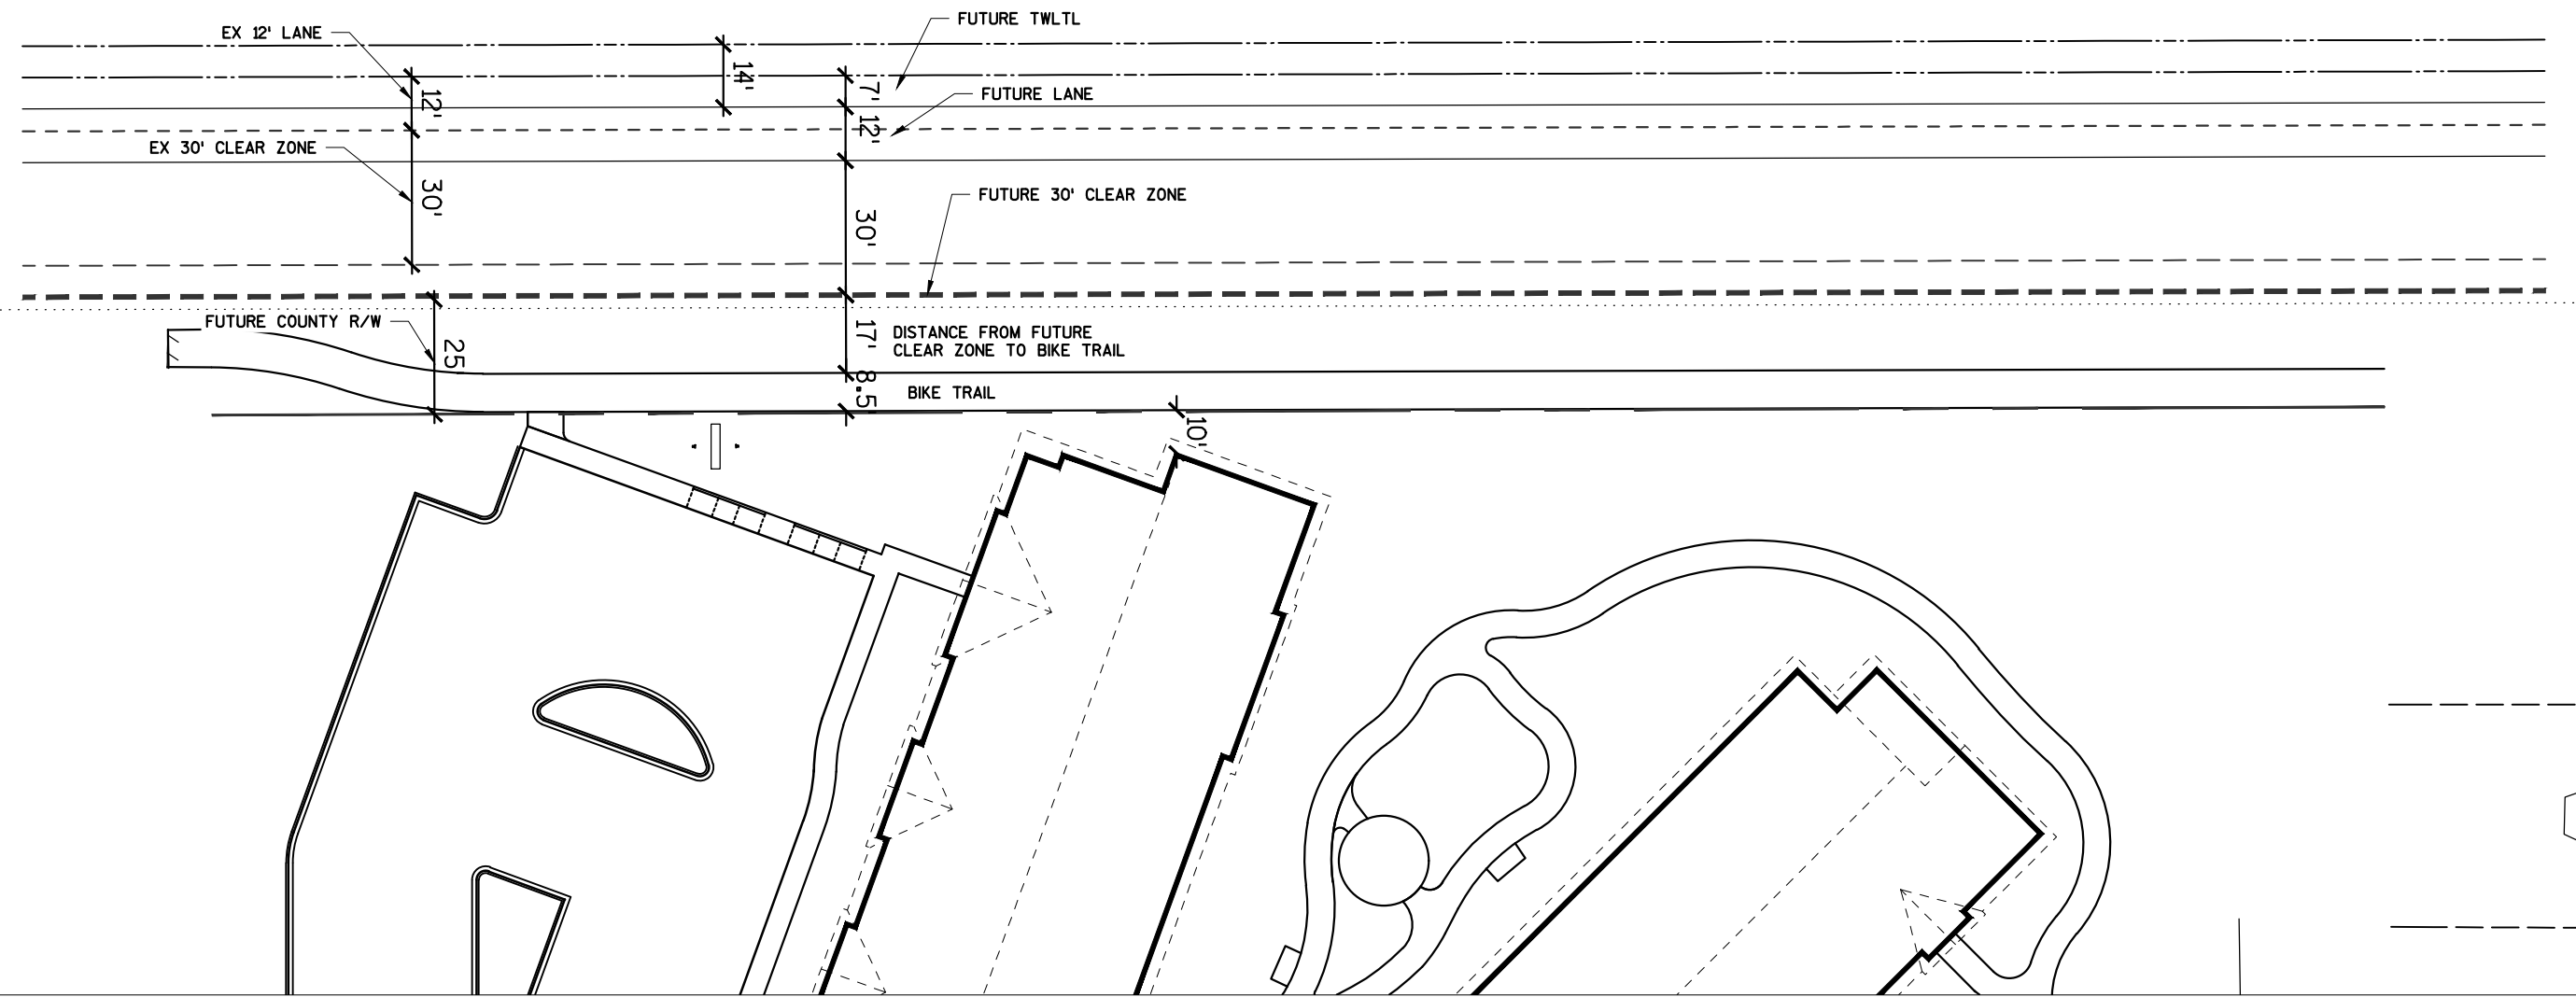 FUTURE TWLTL
EX 12' LANE
14'
7'
12'
FUTURE LANE
12'
EX 30' CLEAR ZONE
30'
FUTURE 30' CLEAR ZONE
30'
FUTURE COUNTY R/W
25'
17'
DISTANCE FROM FUTURE
CLEAR ZONE TO BIKE TRAIL
8.5'
BIKE TRAIL
10'